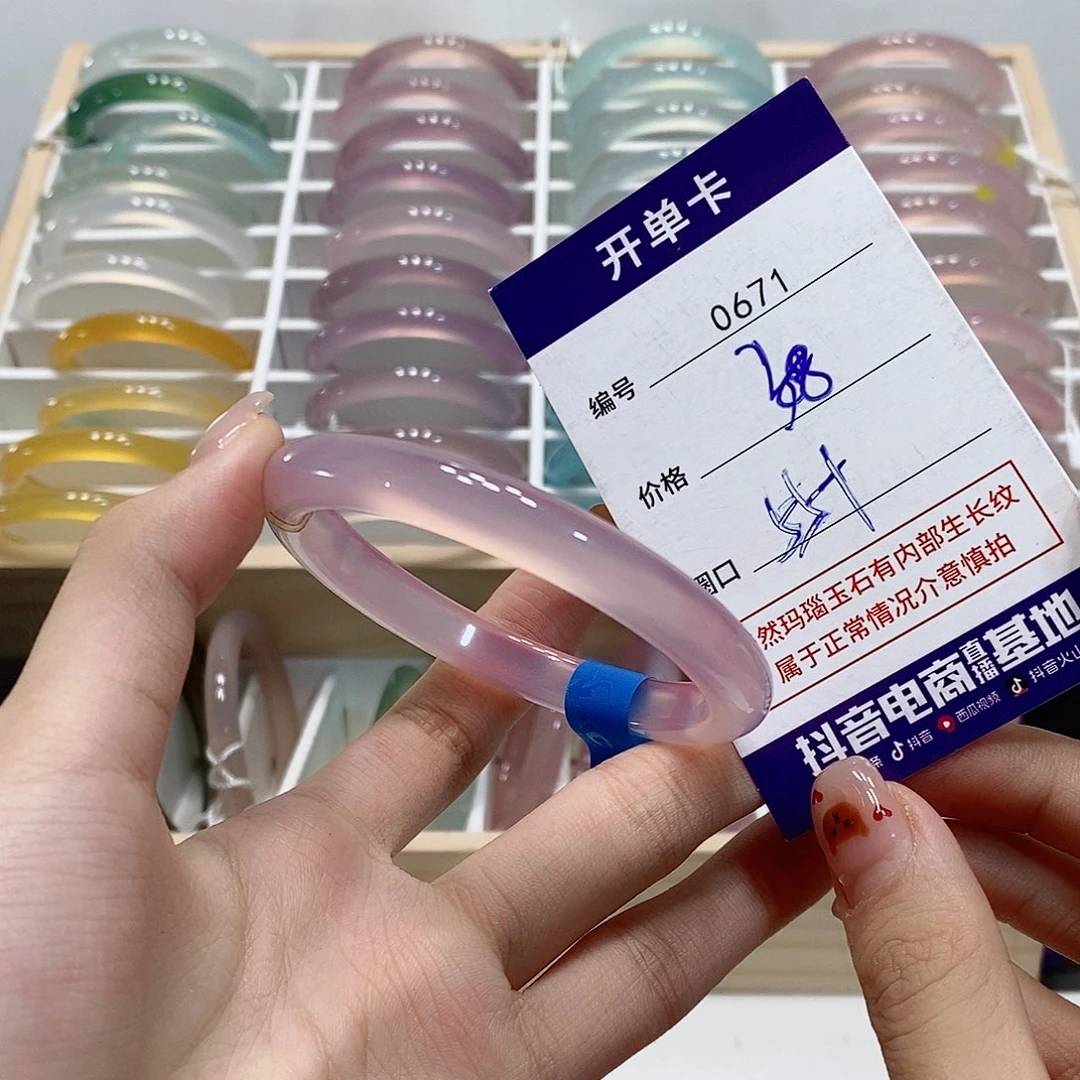 开单卡
编号 0671
价格
圈口
然玛瑙玉石有内部生长纹
属于正常情况介意慎拍
抖音电商直播基地
抖音 西瓜视频 抖音火山